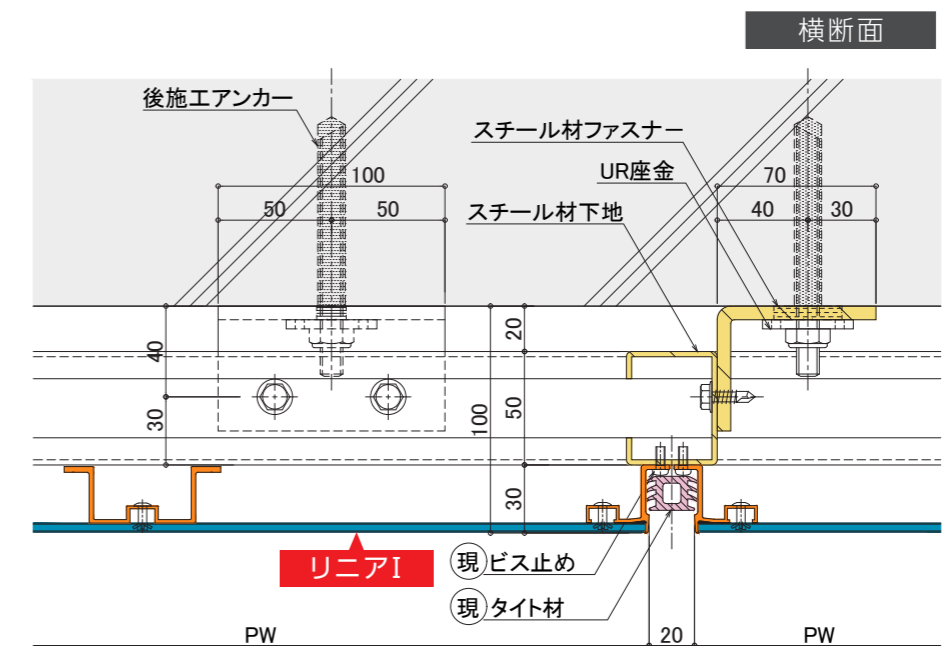 横断面
後施工アンカー
スチール材ファスナー
100
UR座金
70
50
50
スチール材下地
40
30
40
20
30
100
50
30
リニアI
現 ビス止め
現 タイト材
PW
20
PW